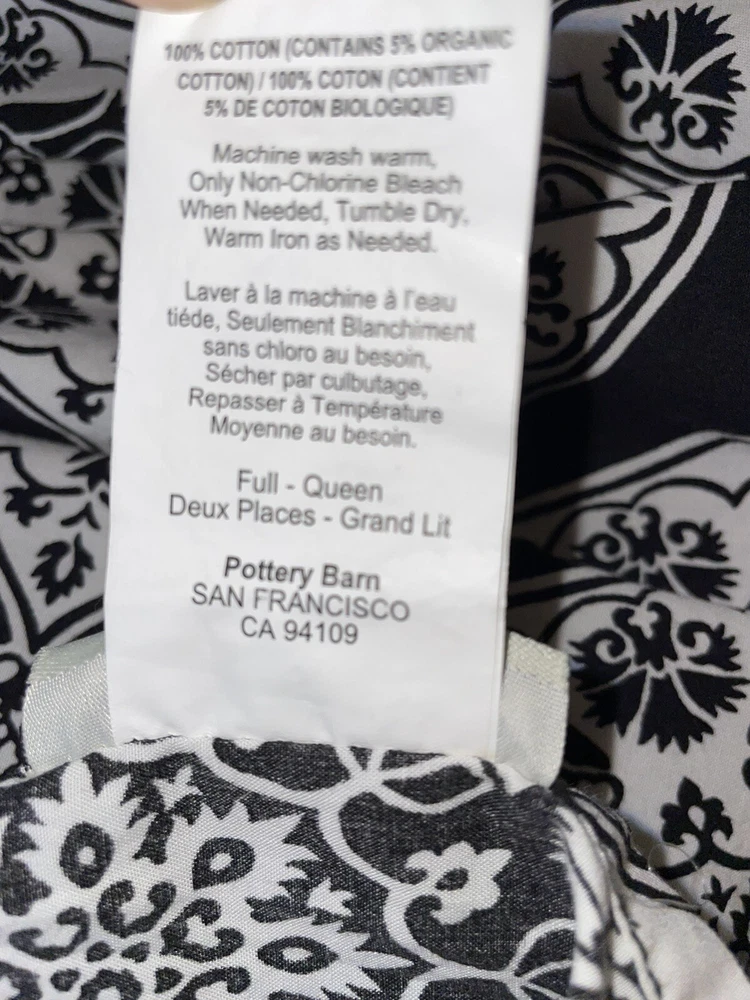 100% COTTON (CONTAINS 5% ORGANIC
COTTON) / 100% COTON (CONTIENT
5% DE COTON BIOLOGIQUE)
Machine wash warm,
Only Non-Chlorine Bleach
When Needed, Tumble Dry,
Warm Iron as Needed.
Laver à la machine à l'eau
tiéde, Seulement Blanchiment
sans chloro au besoin,
Sécher par culbutage,
Repasser à Température
Moyenne au besoin.
Full - Queen
Deux Places - Grand Lit
Pottery Barn
SAN FRANCISCO
CA 94109